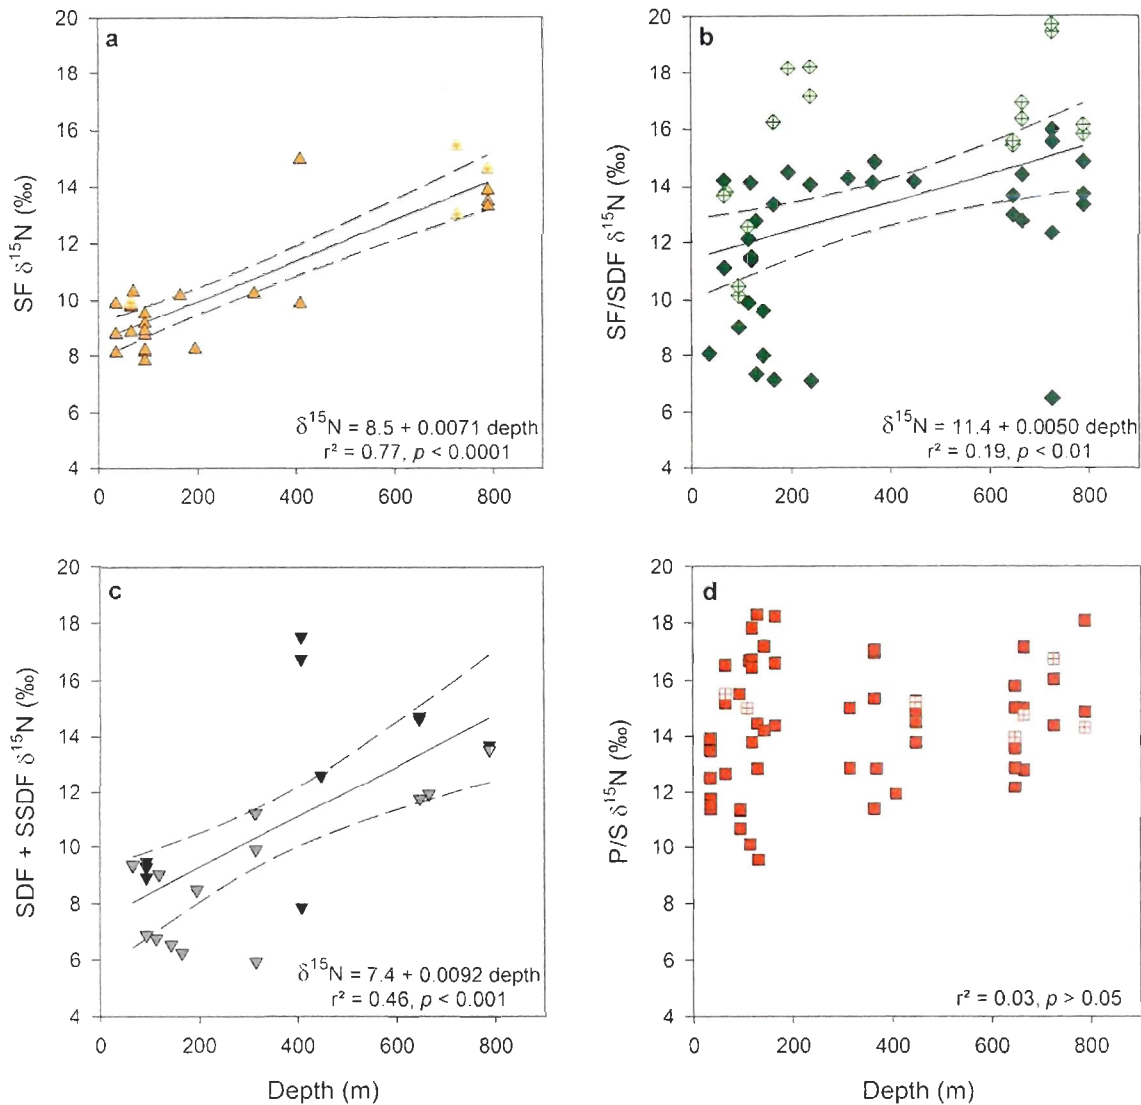 a
20
18
16
14
12
10
8
6
4
SF δ¹⁵N (‰)
δ¹⁵N = 8.5 + 0.0071 depth
r² = 0.77, p < 0.0001
0 200 400 600 800
b
20
18
16
14
12
10
8
6
4
SF/SDF δ¹⁵N (‰)
δ¹⁵N = 11.4 + 0.0050 depth
r² = 0.19, p < 0.01
0 200 400 600 800
c
20
18
16
14
12
10
8
6
4
SDF + SSDF δ¹⁵N (‰)
δ¹⁵N = 7.4 + 0.0092 depth
r² = 0.46, p < 0.001
0 200 400 600 800
Depth (m)
d
20
18
16
14
12
10
8
6
4
P/S δ¹⁵N (‰)
r² = 0.03, p > 0.05
0 200 400 600 800
Depth (m)